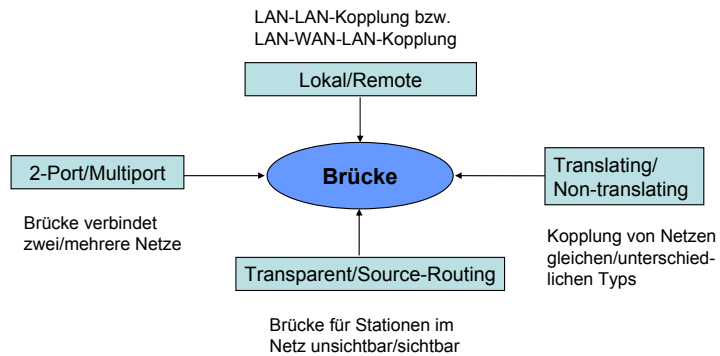 LAN-LAN-Kopplung bzw.
LAN-WAN-LAN-Kopplung
Lokal/Remote
2-Port/Multiport
Brücke verbindet
zwei/mehrere Netze
Brücke
Translating/
Non-translating
Kopplung von Netzen
gleichen/unterschied-
lichen Typs
Transparent/Source-Routing
Brücke für Stationen im
Netz unsichtbar/sichtbar